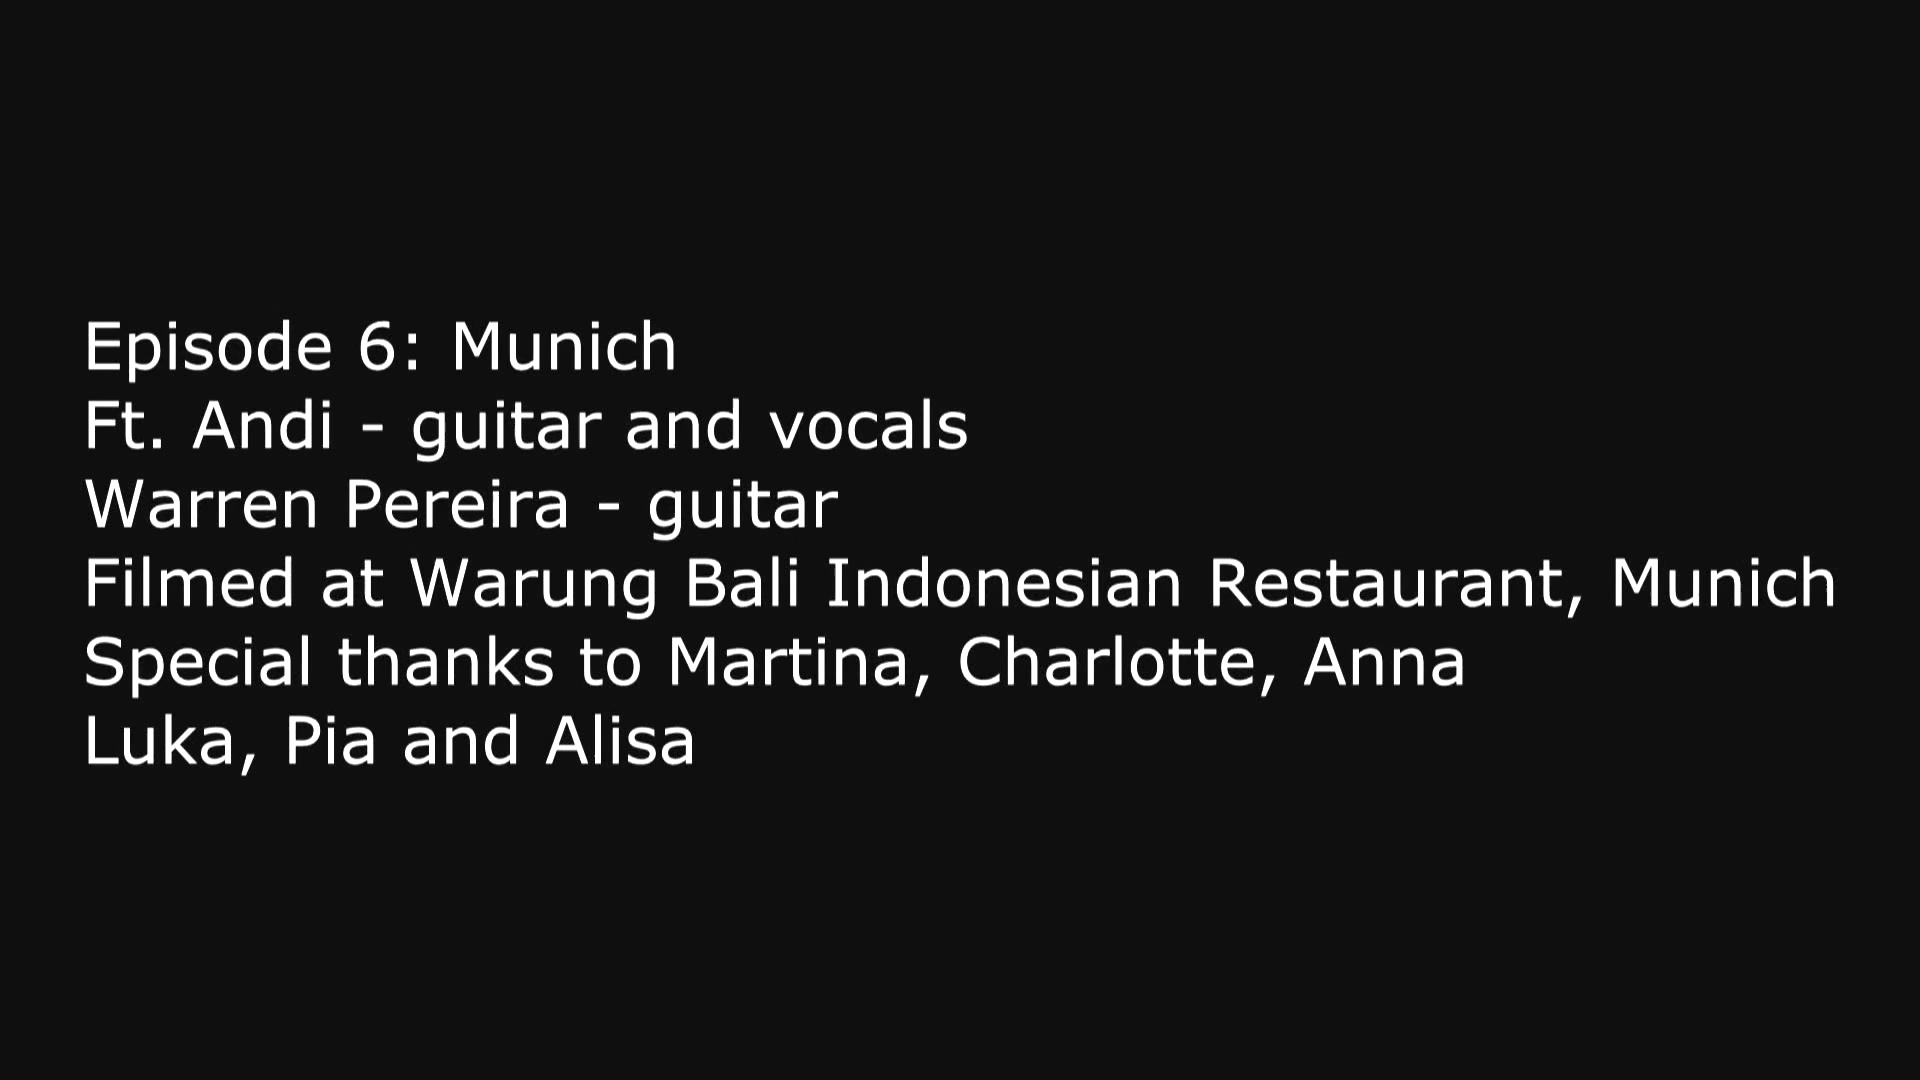 Episode 6: Munich
Ft. Andi - guitar and vocals
Warren Pereira - guitar
Filmed at Warung Bali Indonesian Restaurant, Munich
Special thanks to Martina, Charlotte, Anna
Luka, Pia and Alisa